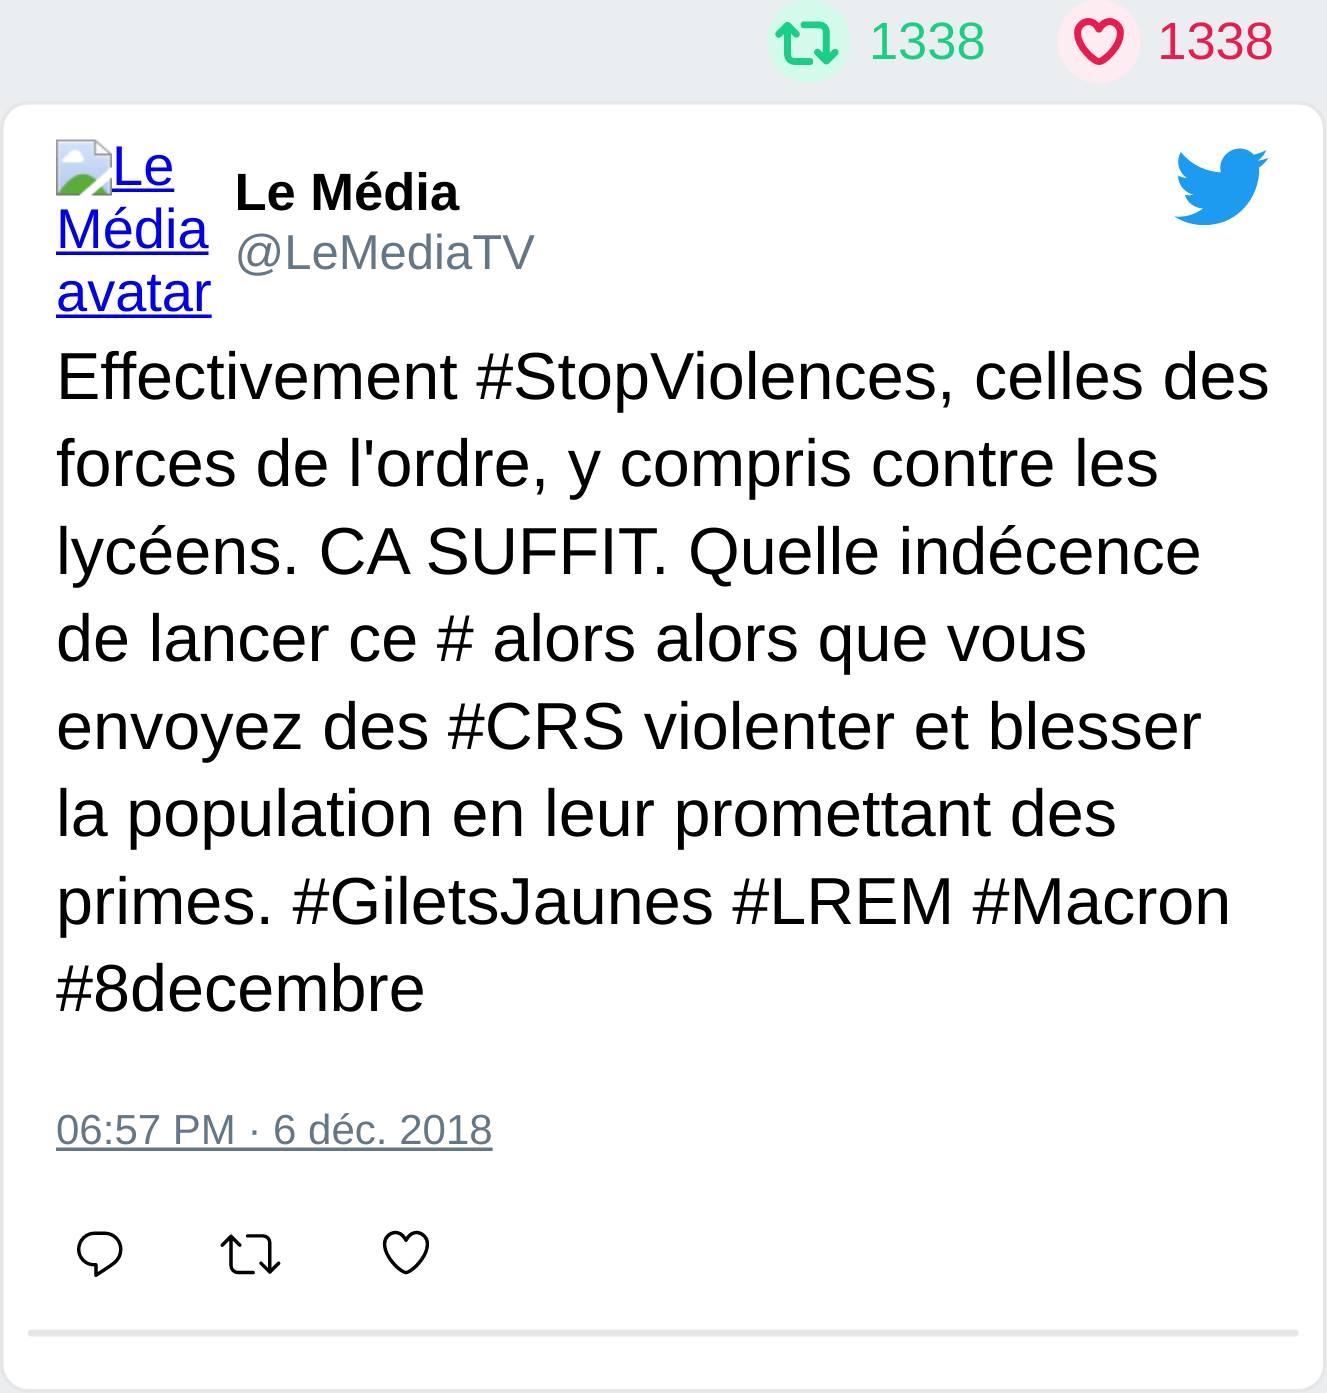 1338 1338
Le Média avatar
Le Média
@LeMediaTV
Effectivement #StopViolences, celles des
forces de l'ordre, y compris contre les
lycéens. CA SUFFIT. Quelle indécence
de lancer ce # alors alors que vous
envoyez des #CRS violenter et blesser
la population en leur promettant des
primes. #GiletsJaunes #LREM #Macron
#8decembre
06:57 PM · 6 déc. 2018